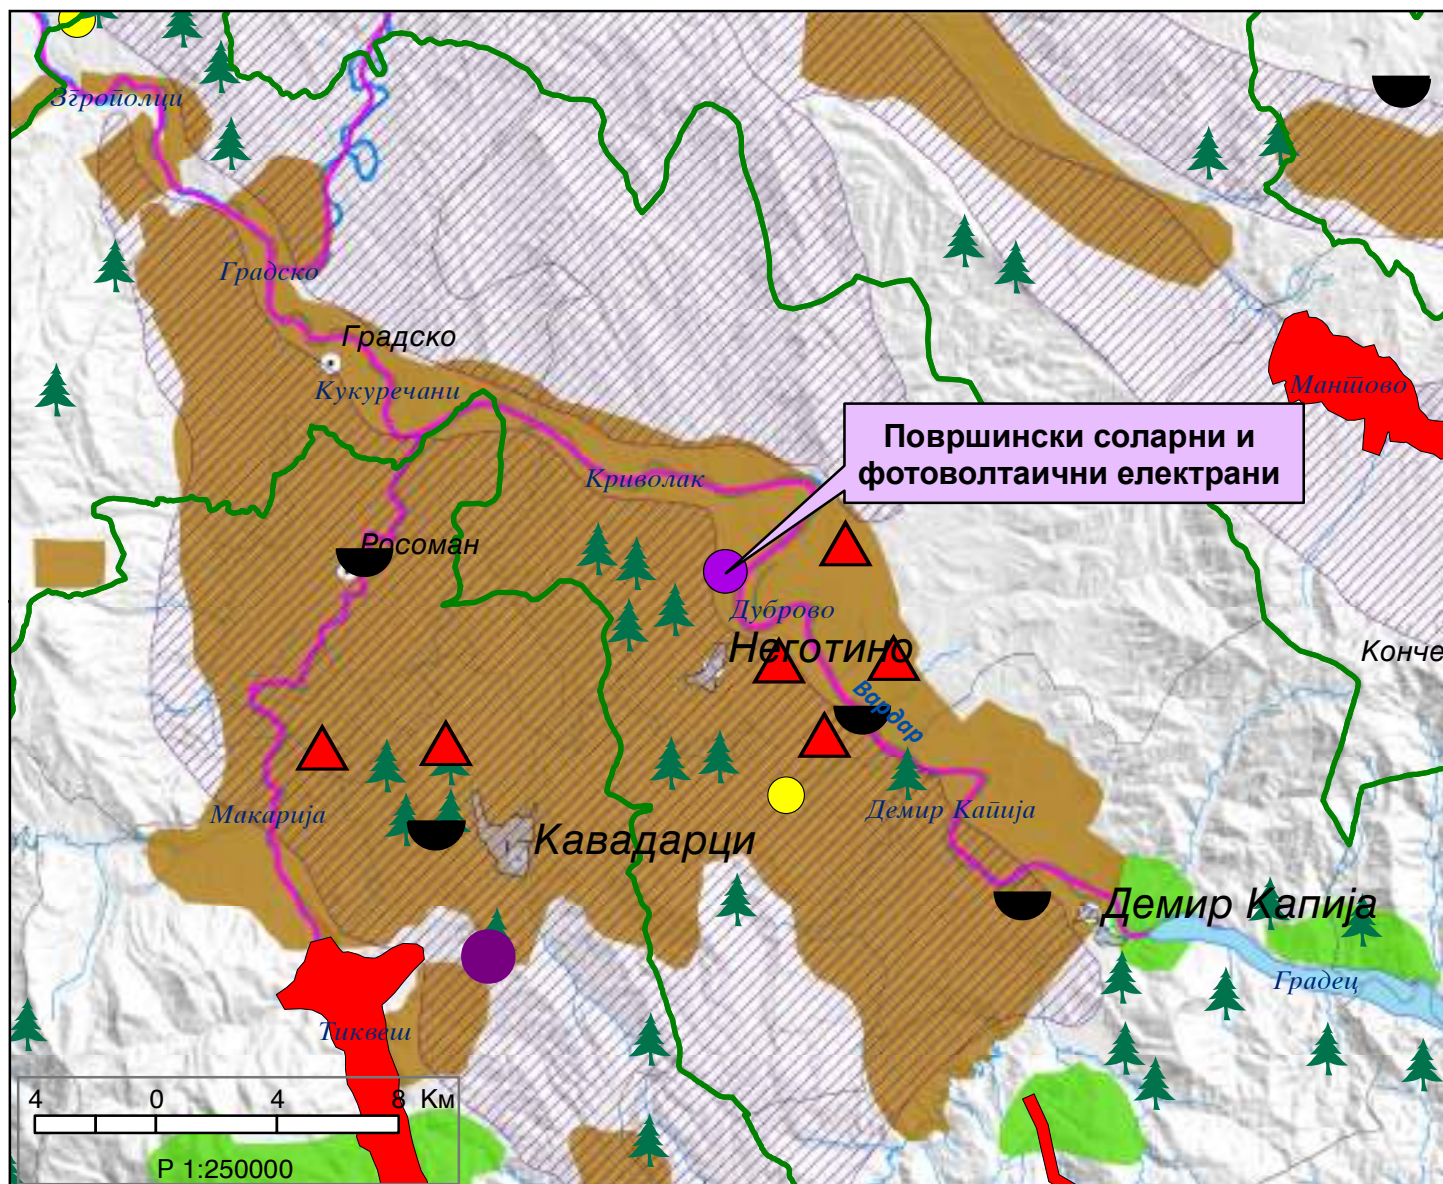 Згрополци
Градско
Градско
Кукуречани
Маншово
Површински соларни и
фотоволтаични електрани
Криволак
Росоман
Дуброво
Неготино
Конче
Вардар
Макарија
Демир Капија
Кавадарци
Демир Капија
Градец
Тиквеш
4 0 4 8 Км
Р 1:250000